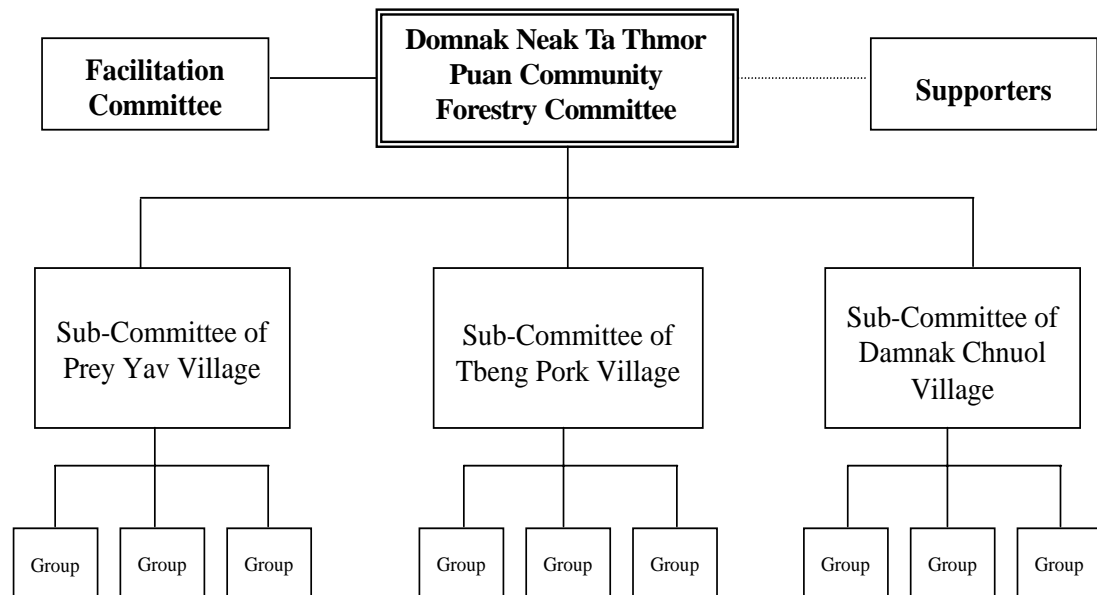 Facilitation
Committee
Domnak Neak Ta Thmor
Puan Community
Forestry Committee
Supporters
Sub-Committee of
Prey Yav Village
Sub-Committee of
Tbeng Pork Village
Sub-Committee of
Damnak Chnuol
Village
Group
Group
Group
Group
Group
Group
Group
Group
Group